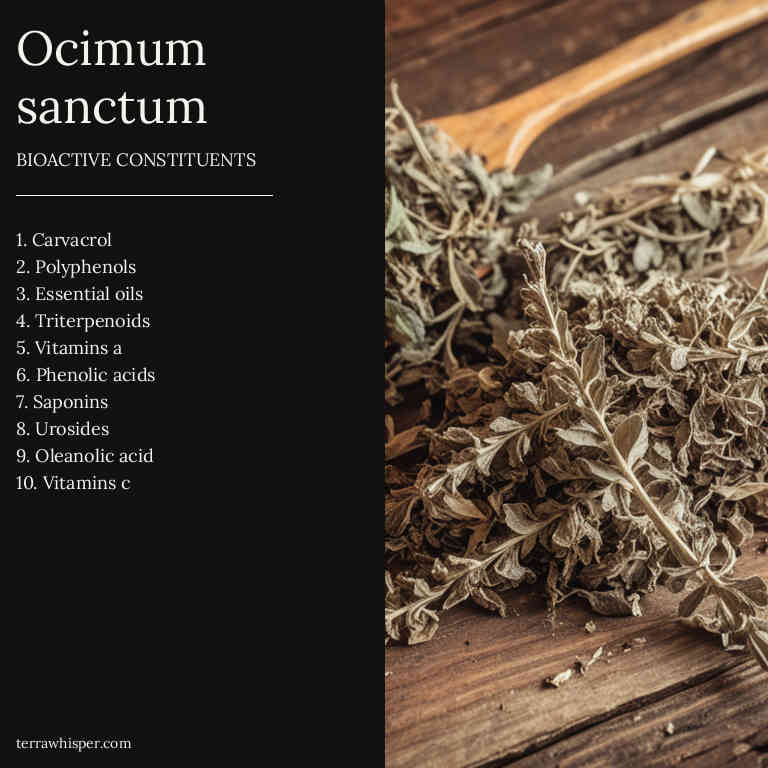 Ocimum
sanctum
BIOACTIVE CONSTITUENTS
1. Carvacrol
2. Polyphenols
3. Essential oils
4. Triterpenoids
5. Vitamins a
6. Phenolic acids
7. Saponins
8. Urosides
9. Oleanolic acid
10. Vitamins c
terrawhisper.com